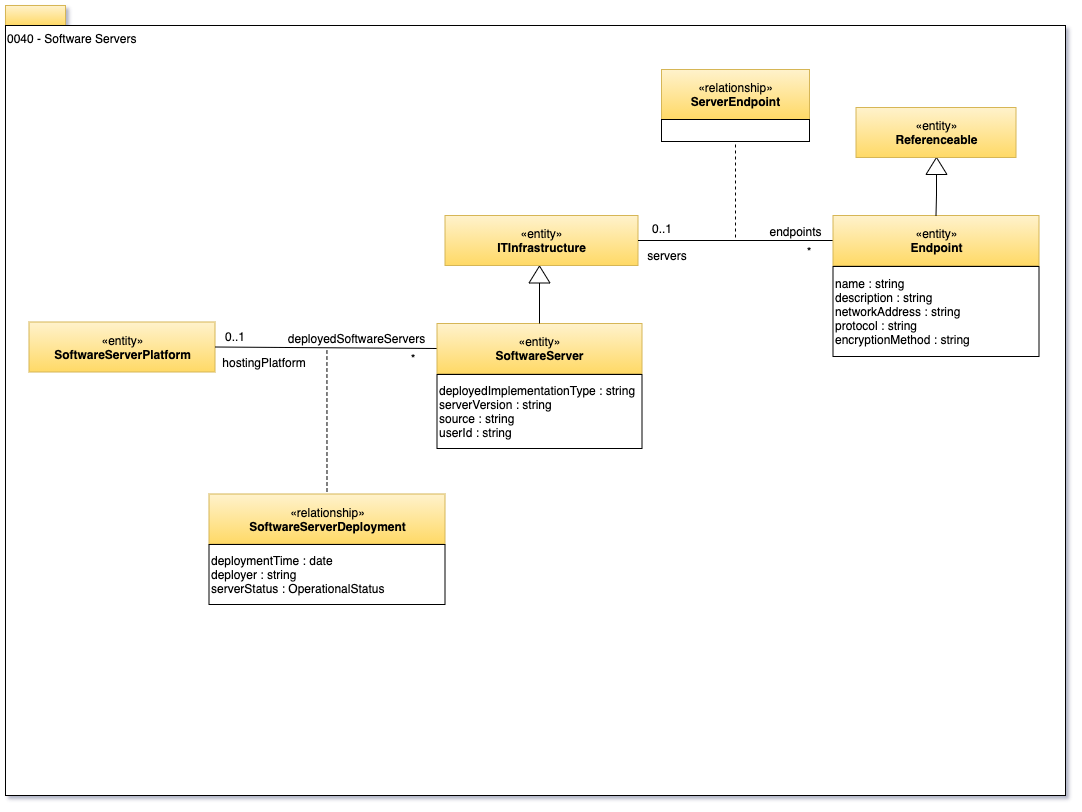 0040 - Software Servers
«relationship»
ServerEndpoint
«entity»
Referenceable
«entity»
ITInfrastructure
0..1
servers
endpoints
*
«entity»
Endpoint
name : string
description : string
networkAddress : string
protocol : string
encryptionMethod : string
«entity»
SoftwareServerPlatform
0..1
hostingPlatform
deployedSoftwareServers
*
«entity»
SoftwareServer
deployedImplementationType : string
serverVersion : string
source : string
userId : string
«relationship»
SoftwareServerDeployment
deploymentTime : date
deployer : string
serverStatus : OperationalStatus